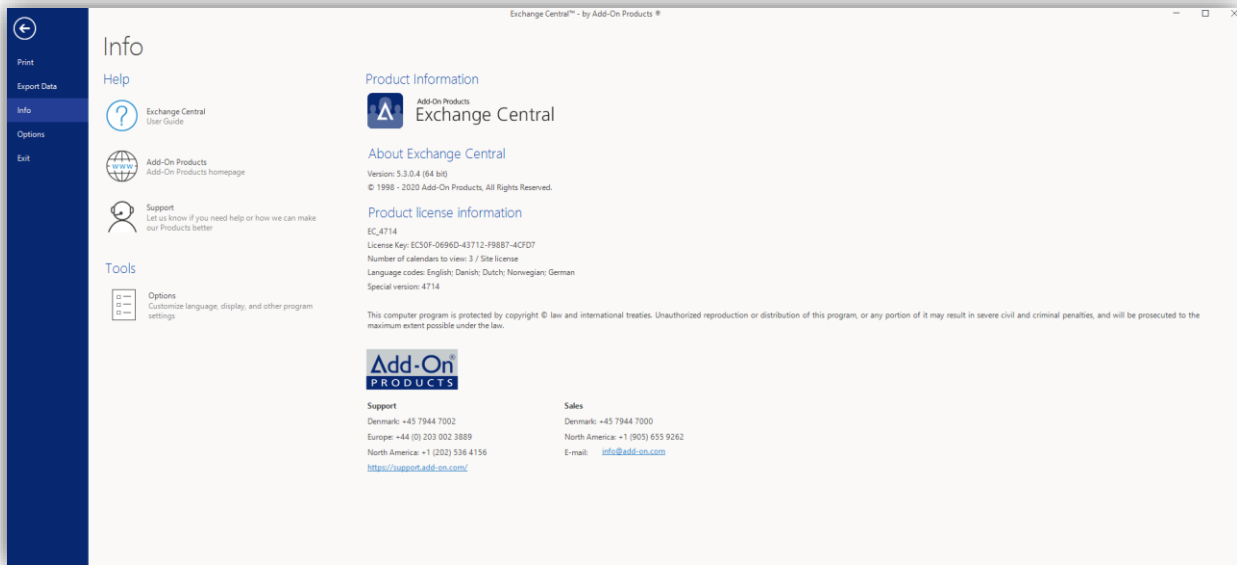 Exchange Central™ - by Add-On Products ®
Print
Export Data
Info
Options
Exit
Info
Help
Exchange Central
User Guide
www
Add-On Products
Add-On Products homepage
Support
Let us know if you need help or how we can make
our Products better
Tools
Options
Customize language, display, and other program
settings
Product Information
Add-On Products
Exchange Central
About Exchange Central
Version: 5.3.0.4 (64 bit)
© 1998 - 2020 Add-On Products, All Rights Reserved.
Product license information
EC_4714
License Key: EC50F-0696D-43712-F98B7-4CFD7
Number of calendars to view: 3 / Site license
Language codes: English; Danish; Dutch; Norwegian; German
Special version: 4714
This computer program is protected by copyright © law and international treaties. Unauthorized reproduction or distribution of this program, or any portion of it may result in severe civil and criminal penalties, and will be prosecuted to the
maximum extent possible under the law.
Add-On®
PRODUCTS
Support
Denmark: +45 7944 7002
Europe: +44 (0) 203 002 3889
North America: +1 (202) 536 4156
https://support.add-on.com/
Sales
Denmark: +45 7944 7000
North America: +1 (905) 655 9262
E-mail: info@add-on.com